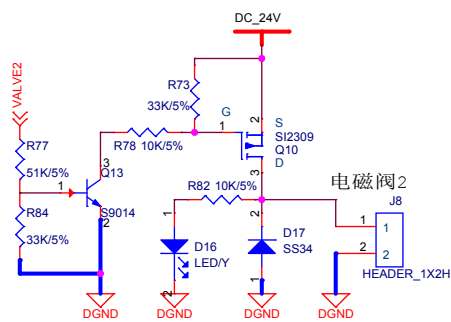 DC_24V
VALVE2
R73
33K/5%
G
1
2
S
SI2309
Q10
D
3
R78 10K/5%
R77
51K/5%
3
Q13
1
S9014
2
R84
33K/5%
R82 10K/5%
电磁阀2
J8
1
1
2
2
HEADER_1X2H
1
D16
LED/Y
2
2
D17
SS34
1
DGND
DGND
DGND
DGND